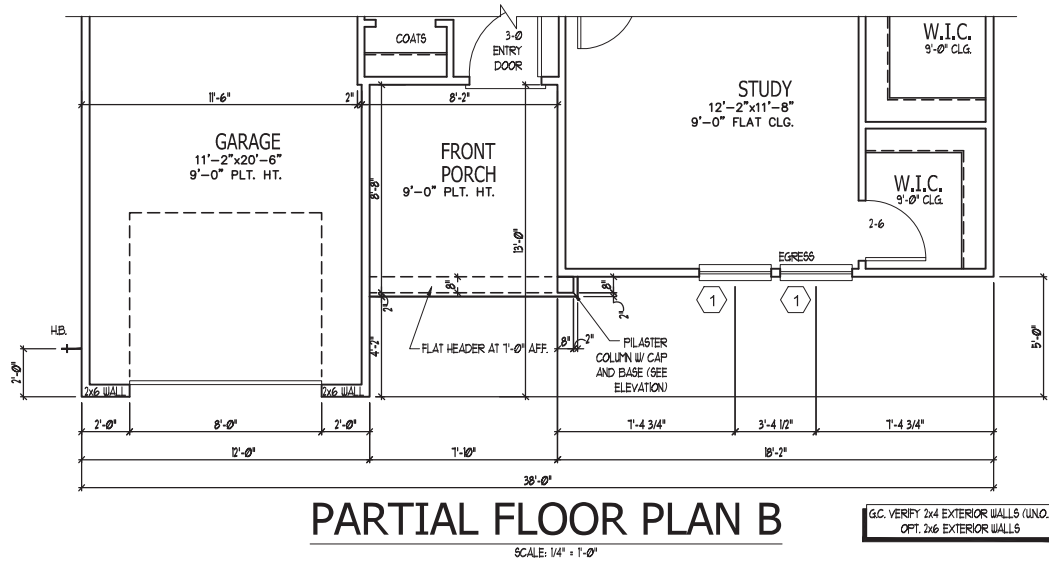 COATS
3-0
ENTRY
DOOR
W.I.C.
9'-0" CLG.
11'-6"
2"
8'-2"
STUDY
12'-2"x11'-8"
9'-0" FLAT CLG.
GARAGE
11'-2"x20'-6"
9'-0" PLT. HT.
FRONT
PORCH
9'-0" PLT. HT.
8'-8"
13'-0"
W.I.C.
9'-0" CLG.
2-6
EGRESS
8"
8"
1
1
2"
2"
H.B.
2'-0"
4'-2"
FLAT HEADER AT 7'-0" AFF.
8"
2"
PILASTER
COLUMN W/ CAP
AND BASE (SEE
ELEVATION)
5'-0"
2x6 WALL
2x6 WALL
2'-0"
8'-0"
2'-0"
7'-4 3/4"
3'-4 1/2"
7'-4 3/4"
12'-0"
7'-10"
18'-2"
38'-0"
PARTIAL FLOOR PLAN B
SCALE: 1/4" = 1'-0"
G.C. VERIFY 2x4 EXTERIOR WALLS (U.N.O.
OPT. 2x6 EXTERIOR WALLS